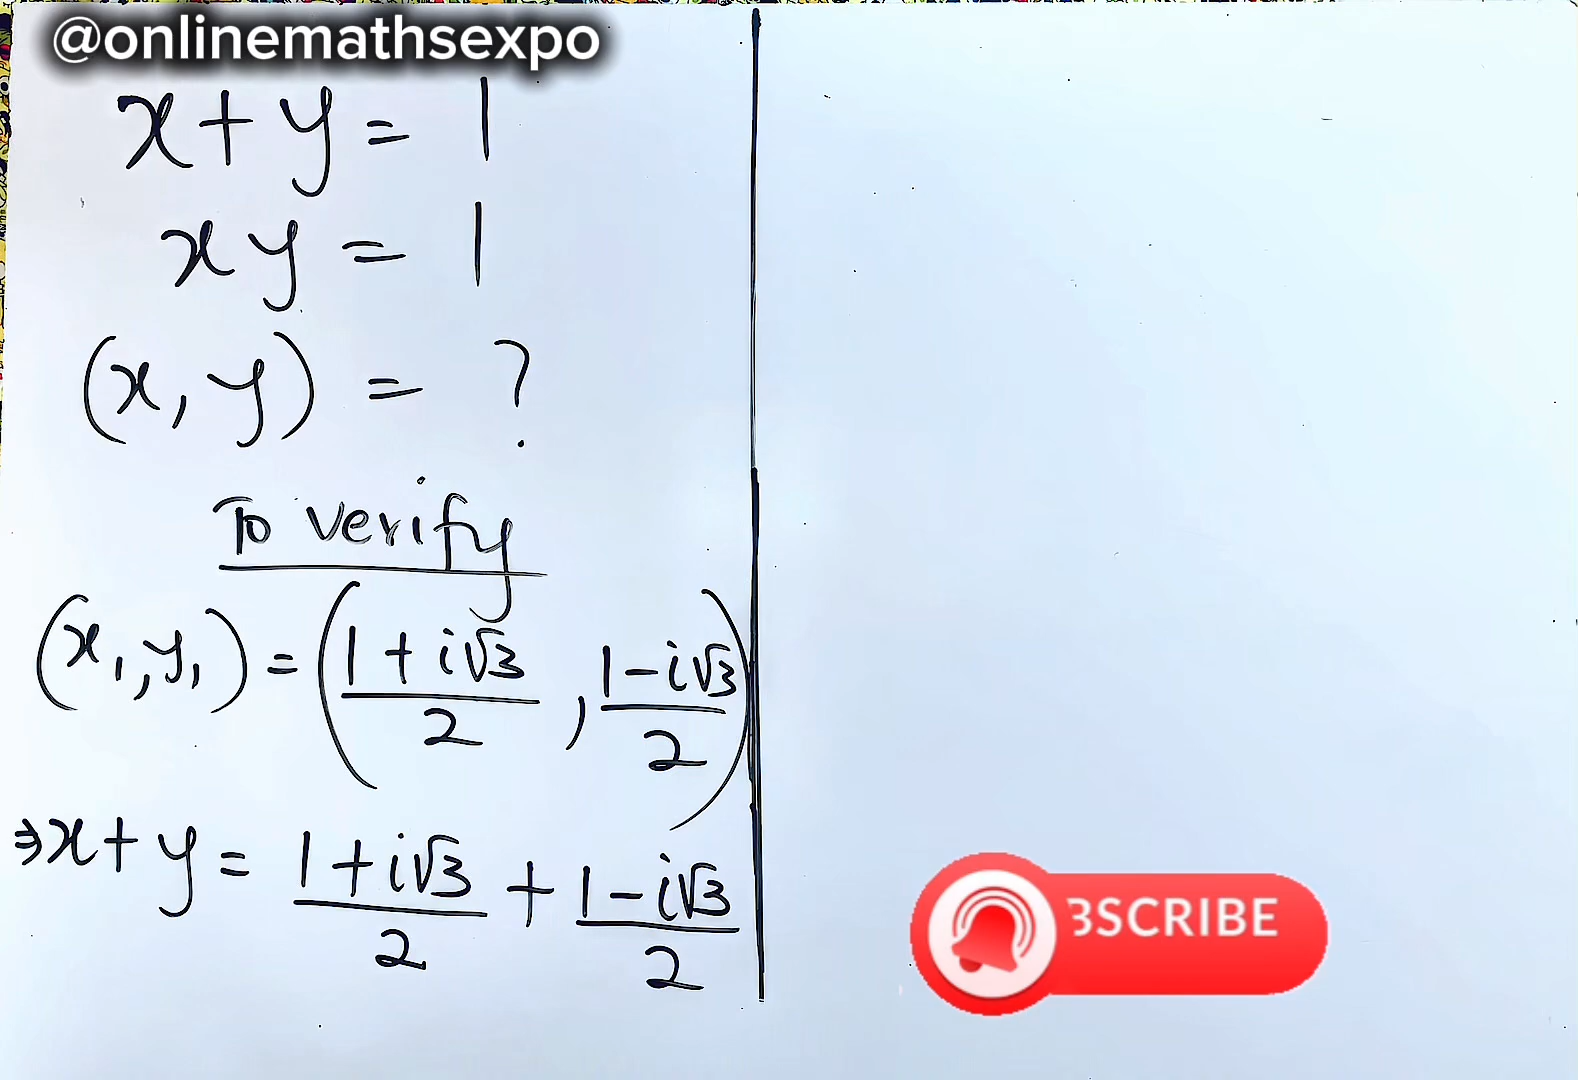 @onlinemathsexpo
x + y = 1
xy = 1
(x, y) = ?
To verify
(x₁, y₁) = ( (1 + i√3)/2 , (1 - i√3)/2 )
⇒ x + y = (1 + i√3)/2 + (1 - i√3)/2
BSCRIBE